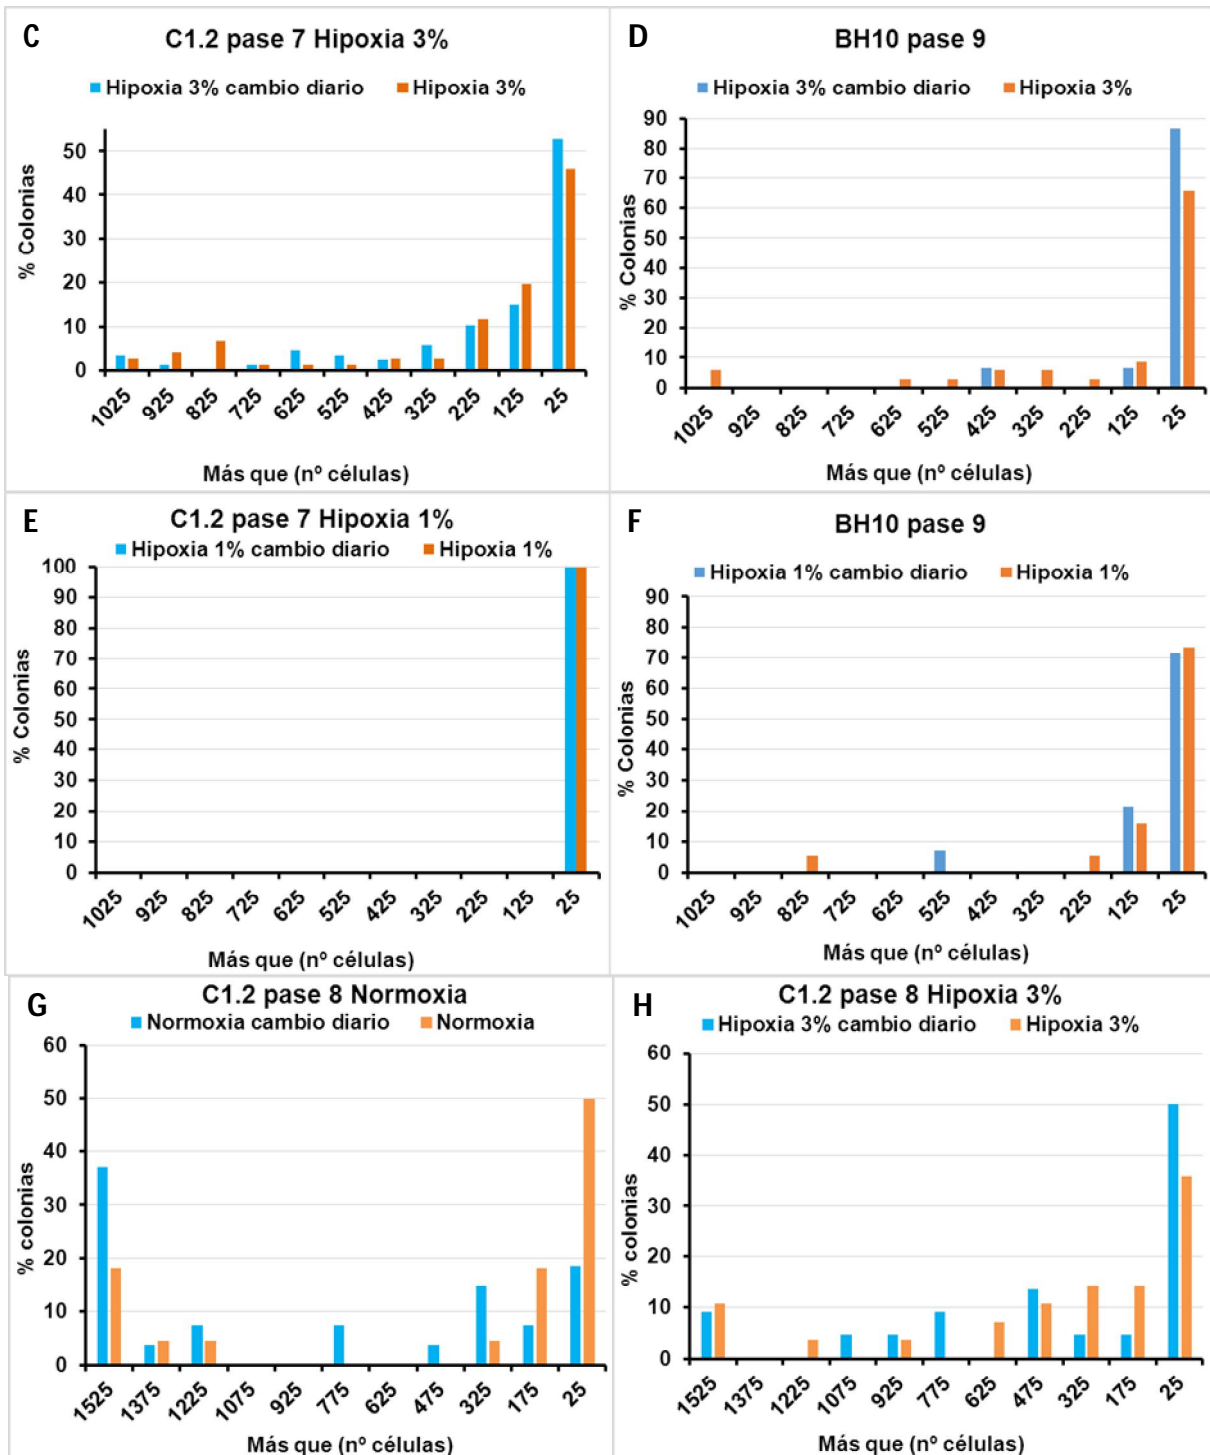 C
C1.2 pase 7 Hipoxia 3%
Hipoxia 3% cambio diario Hipoxia 3%
% Colonias
50
40
30
20
10
0
1025 925 825 725 625 525 425 325 225 125 25
Más que (nº células)
D
BH10 pase 9
Hipoxia 3% cambio diario Hipoxia 3%
% Colonias
90
80
70
60
50
40
30
20
10
0
1025 925 825 725 625 525 425 325 225 125 25
Más que (nº células)
E
C1.2 pase 7 Hipoxia 1%
Hipoxia 1% cambio diario Hipoxia 1%
% Colonias
100
90
80
70
60
50
40
30
20
10
0
1025 925 825 725 625 525 425 325 225 125 25
Más que (nº células)
F
BH10 pase 9
Hipoxia 1% cambio diario Hipoxia 1%
% Colonias
90
80
70
60
50
40
30
20
10
0
1025 925 825 725 625 525 425 325 225 125 25
Más que (nº células)
G
C1.2 pase 8 Normoxia
Normoxia cambio diario Normoxia
% colonias
60
50
40
30
20
10
0
1525 1375 1225 1075 925 775 625 475 325 175 25
Más que (nº células)
H
C1.2 pase 8 Hipoxia 3%
Hipoxia 3% cambio diario Hipoxia 3%
% colonias
60
50
40
30
20
10
0
1525 1375 1225 1075 925 775 625 475 325 175 25
Más que (nº células)